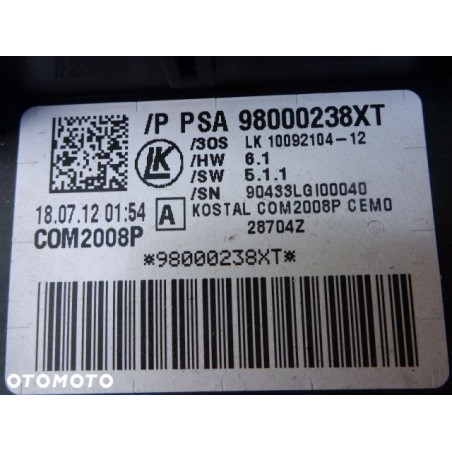 /P PSA 98000238XT
/3OS LK 10092104-12
/HW 6.1
/SW 5.1.1
/SN 90433LGI00040
LK
18.07.12 01:54 A KOSTAL COM2008P CEMO
COM2008P 28704Z
*98000238XT*
OTOMOTO